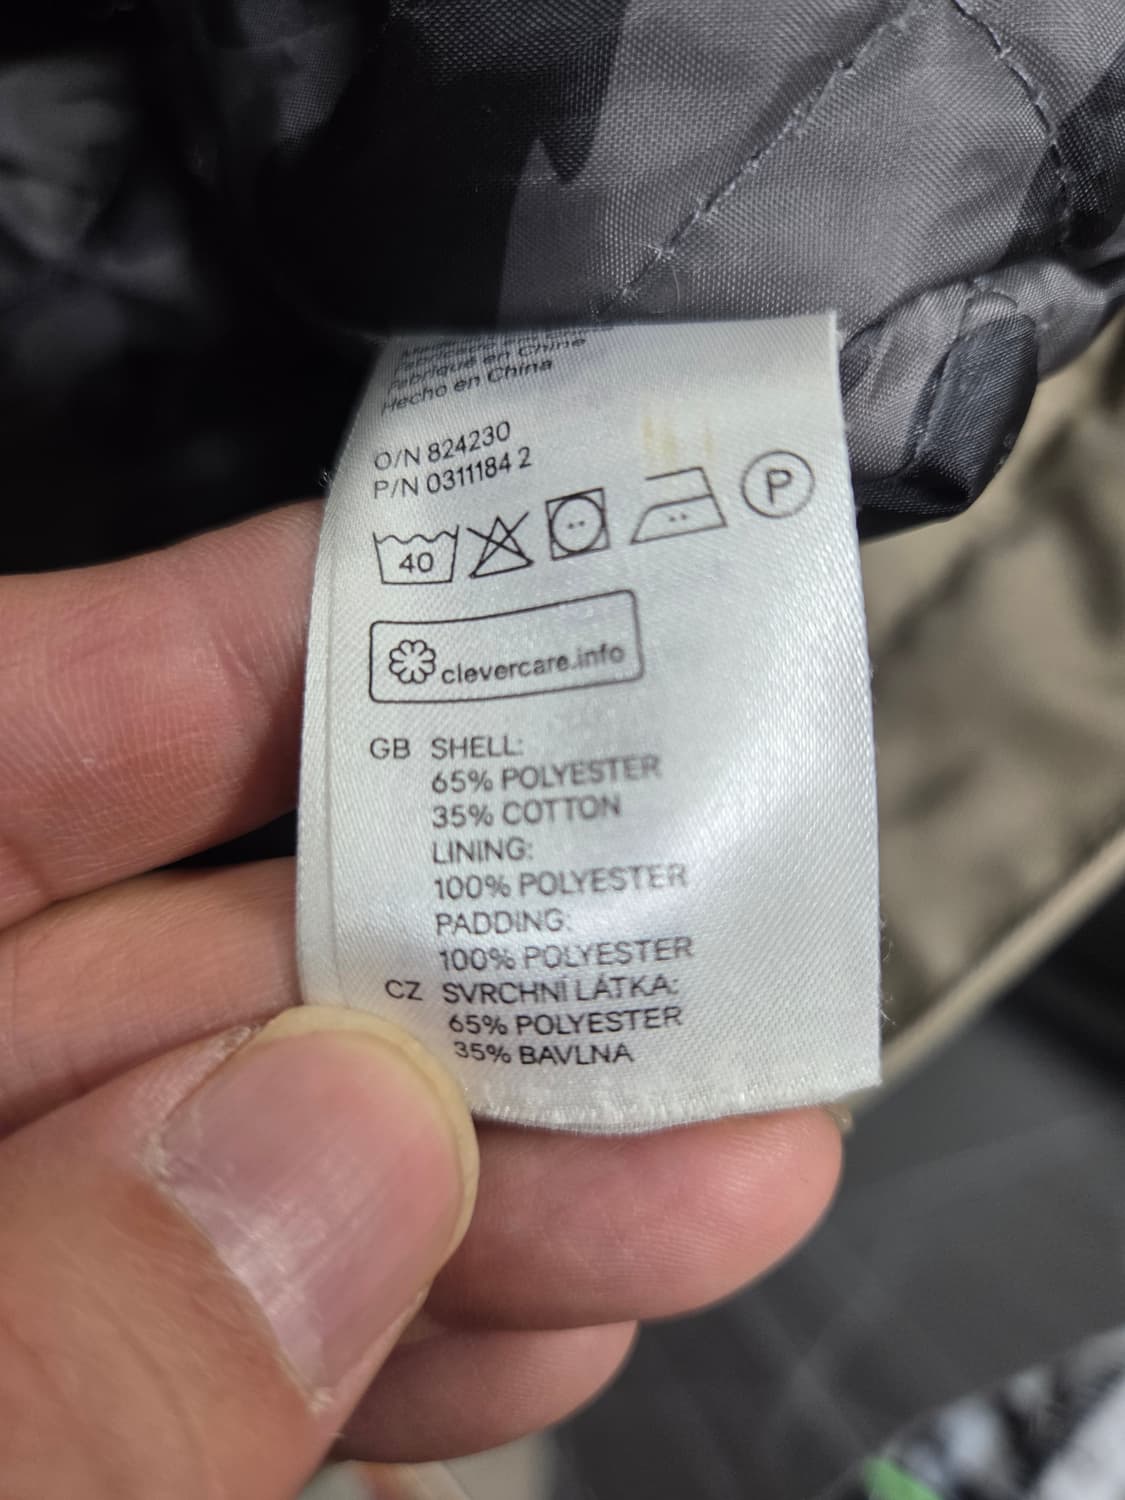 Fabriqué en Chine
Hecho en China
O/N 824230
P/N 0311184 2
40
P
clevercare.info
GB SHELL:
65% POLYESTER
35% COTTON
LINING:
100% POLYESTER
PADDING:
100% POLYESTER
CZ SVRCHNÍ LÁTKA:
65% POLYESTER
35% BAVLNA